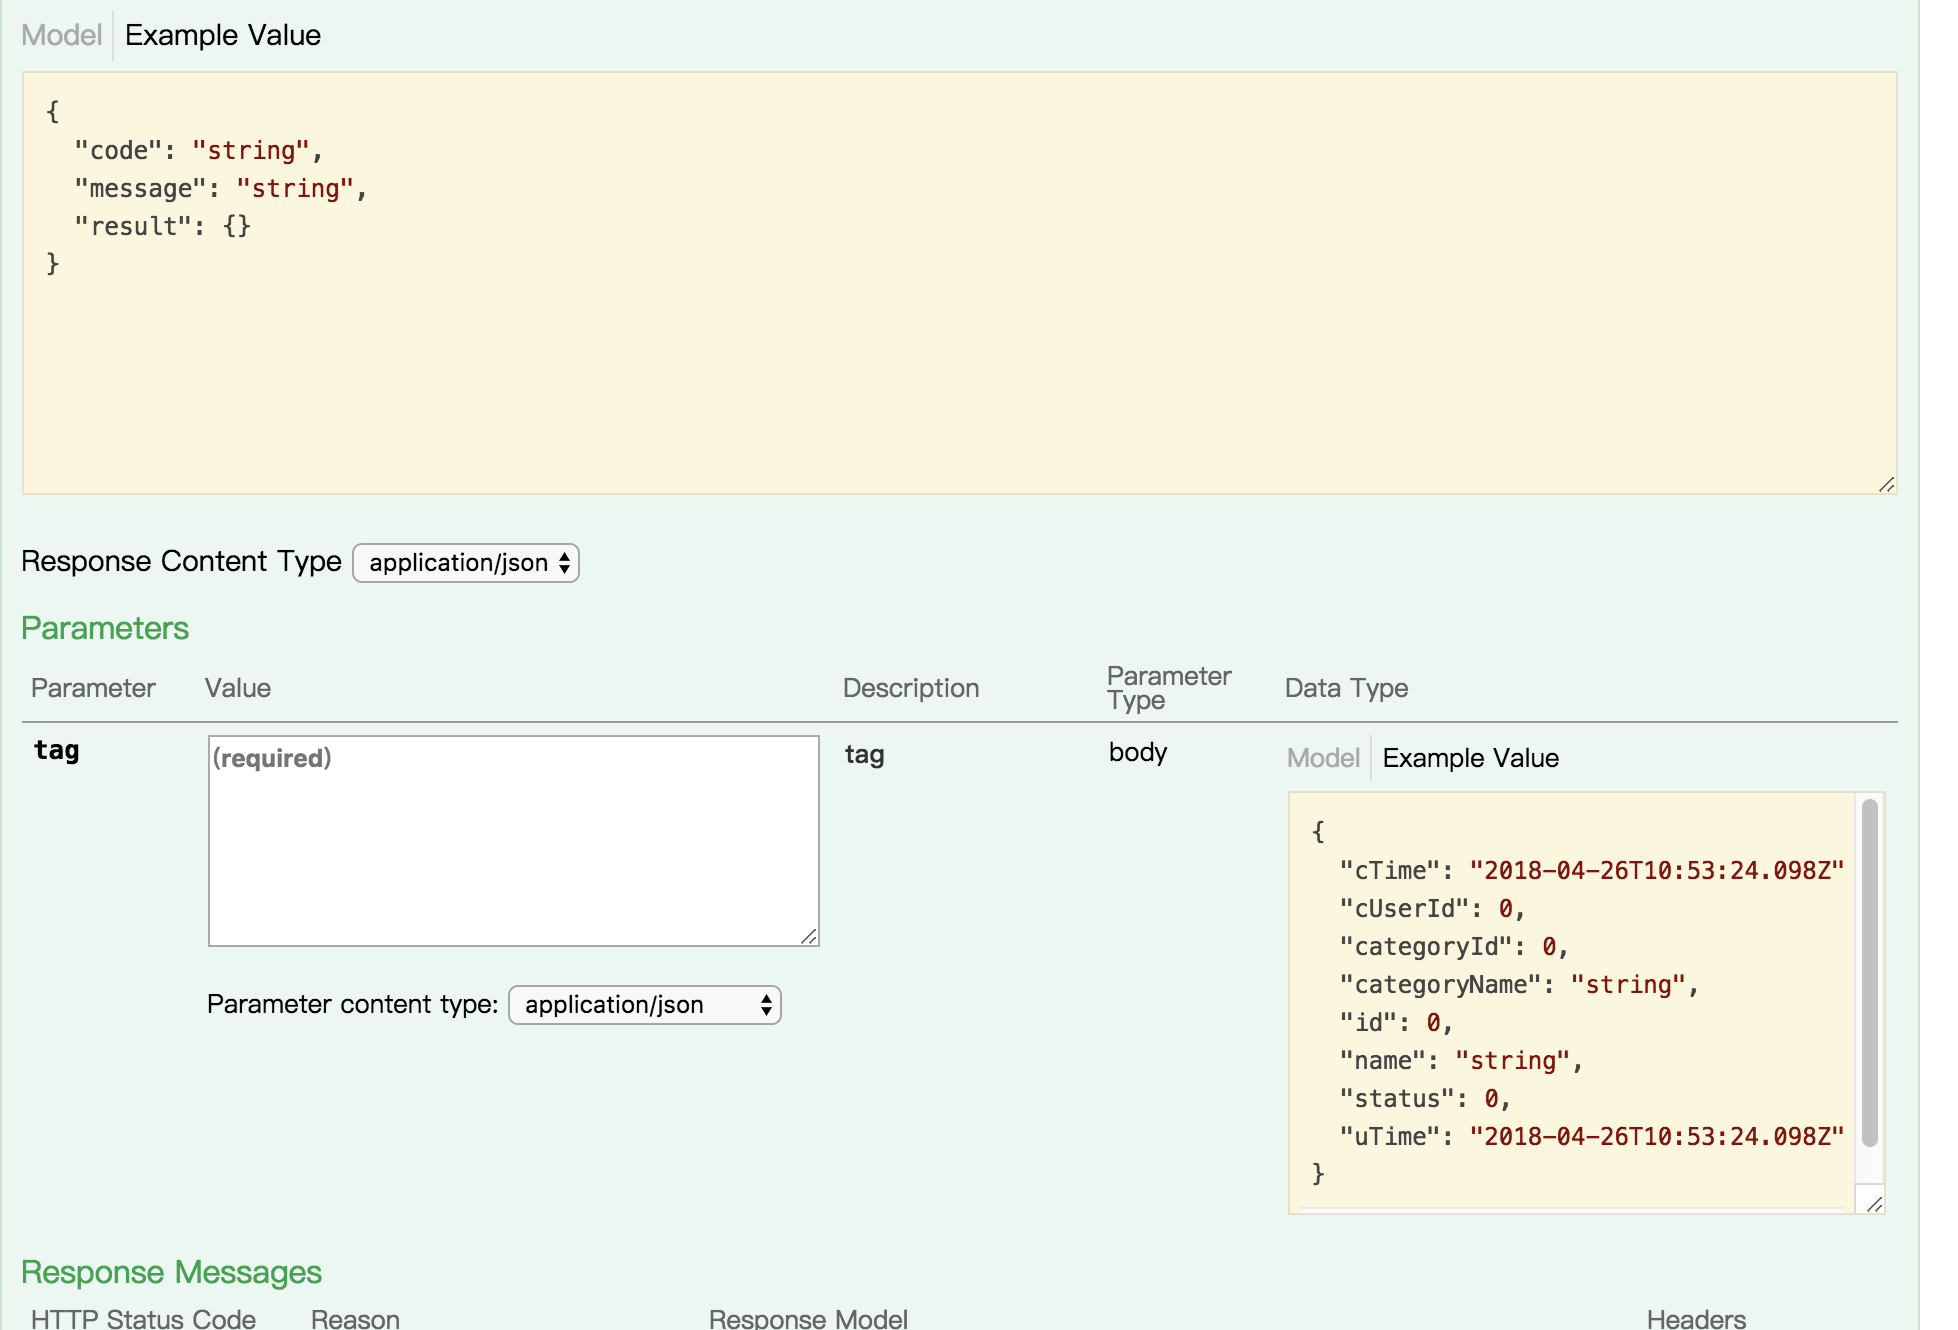 Model Example Value
{
"code": "string",
"message": "string",
"result": {}
}
Response Content Type application/json
Parameters
Parameter Value Description Parameter Type Data Type
tag (required) tag body Model Example Value
{
"cTime": "2018-04-26T10:53:24.098Z"
"cUserId": 0,
"categoryId": 0,
"categoryName": "string",
"id": 0,
"name": "string",
"status": 0,
"uTime": "2018-04-26T10:53:24.098Z"
}
Parameter content type: application/json
Response Messages
HTTP Status Code Reason Response Model Headers